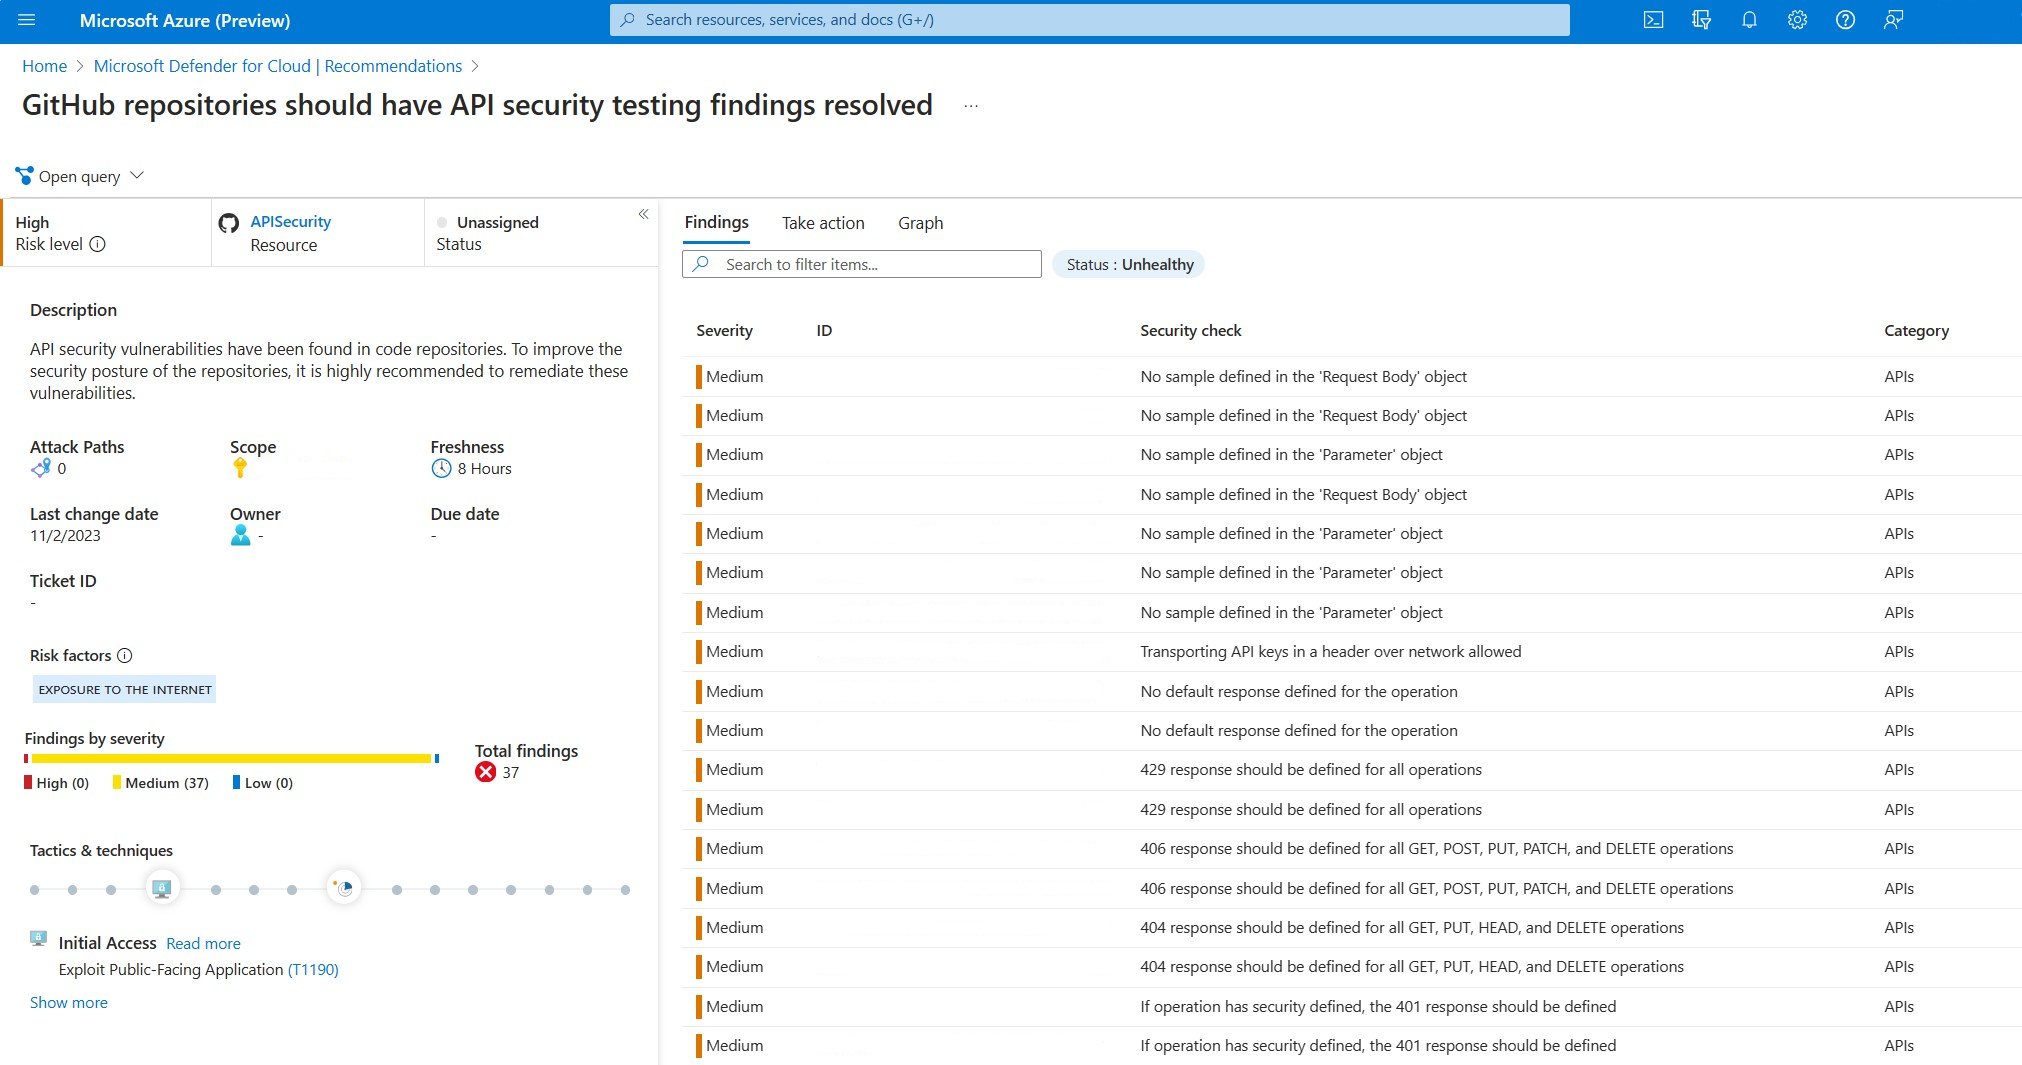 Microsoft Azure (Preview)
Search resources, services, and docs (G+/)
Home > Microsoft Defender for Cloud | Recommendations >
GitHub repositories should have API security testing findings resolved ...
Open query
High
Risk level
APISecurity
Resource
Unassigned
Status
Description
API security vulnerabilities have been found in code repositories. To improve the
security posture of the repositories, it is highly recommended to remediate these
vulnerabilities.
Attack Paths
0
Scope
Freshness
8 Hours
Last change date
11/2/2023
Owner
-
Due date
-
Ticket ID
-
Risk factors
EXPOSURE TO THE INTERNET
Findings by severity
High (0) Medium (37) Low (0)
Total findings
37
Tactics & techniques
Initial Access Read more
Exploit Public-Facing Application (T1190)
Show more
Findings Take action Graph
Search to filter items...
Status : Unhealthy
Severity ID Security check Category
Medium No sample defined in the 'Request Body' object APIs
Medium No sample defined in the 'Request Body' object APIs
Medium No sample defined in the 'Parameter' object APIs
Medium No sample defined in the 'Request Body' object APIs
Medium No sample defined in the 'Parameter' object APIs
Medium No sample defined in the 'Parameter' object APIs
Medium No sample defined in the 'Parameter' object APIs
Medium Transporting API keys in a header over network allowed APIs
Medium No default response defined for the operation APIs
Medium No default response defined for the operation APIs
Medium 429 response should be defined for all operations APIs
Medium 429 response should be defined for all operations APIs
Medium 406 response should be defined for all GET, POST, PUT, PATCH, and DELETE operations APIs
Medium 406 response should be defined for all GET, POST, PUT, PATCH, and DELETE operations APIs
Medium 404 response should be defined for all GET, PUT, HEAD, and DELETE operations APIs
Medium 404 response should be defined for all GET, PUT, HEAD, and DELETE operations APIs
Medium If operation has security defined, the 401 response should be defined APIs
Medium If operation has security defined, the 401 response should be defined APIs